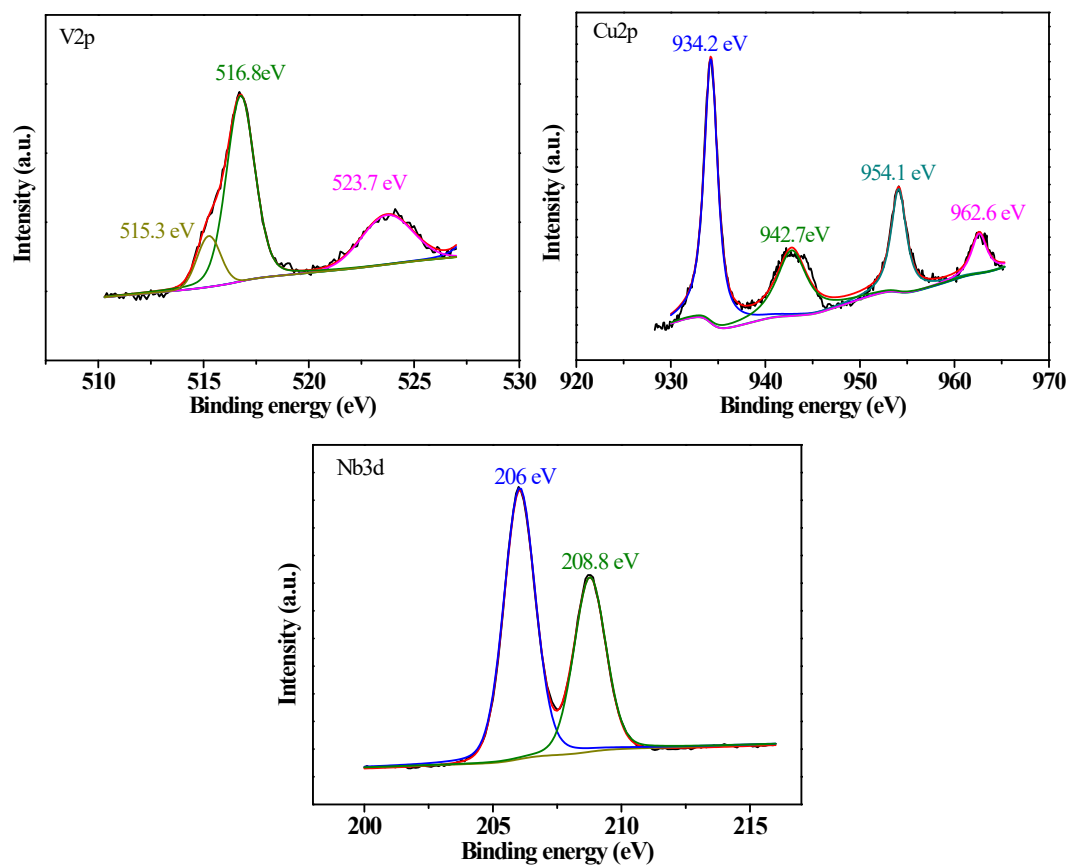 V2p
516.8eV
523.7 eV
515.3 eV
Intensity (a.u.)
510 515 520 525 530
Binding energy (eV)
Cu2p
934.2 eV
954.1 eV
962.6 eV
942.7eV
Intensity (a.u.)
920 930 940 950 960 970
Binding energy (eV)
Nb3d
206 eV
208.8 eV
Intensity (a.u.)
200 205 210 215
Binding energy (eV)